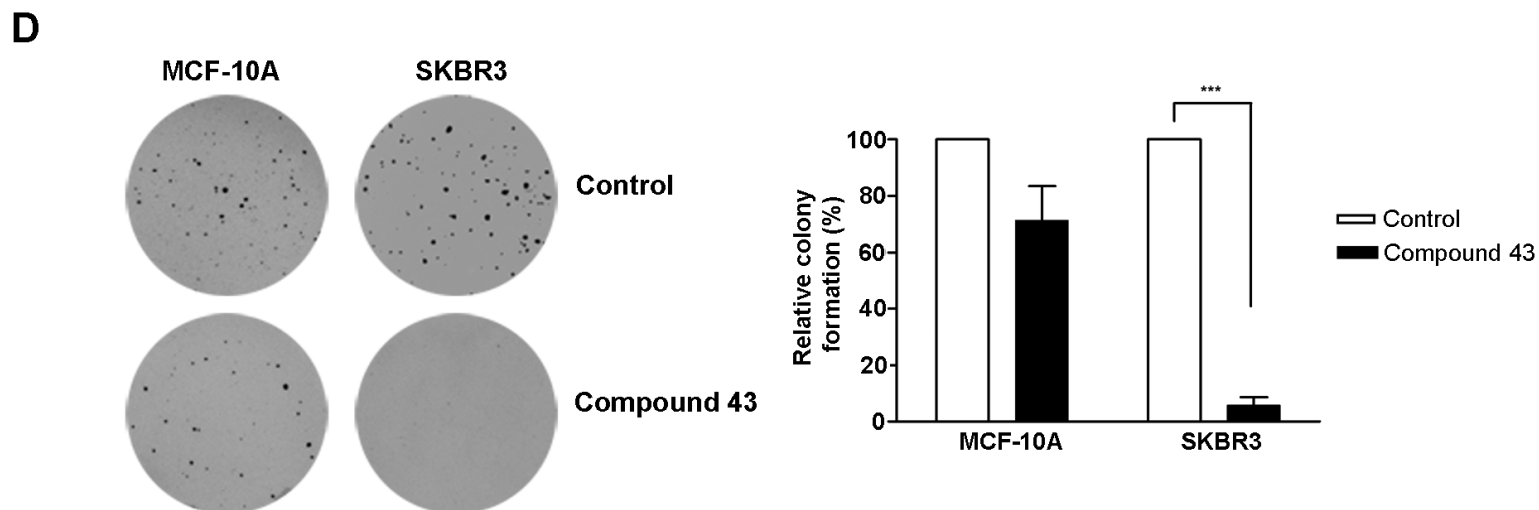 D
MCF-10A
SKBR3
Control
Compound 43
Relative colony
formation (%)
100
80
60
40
20
0
***
MCF-10A
SKBR3
Control
Compound 43